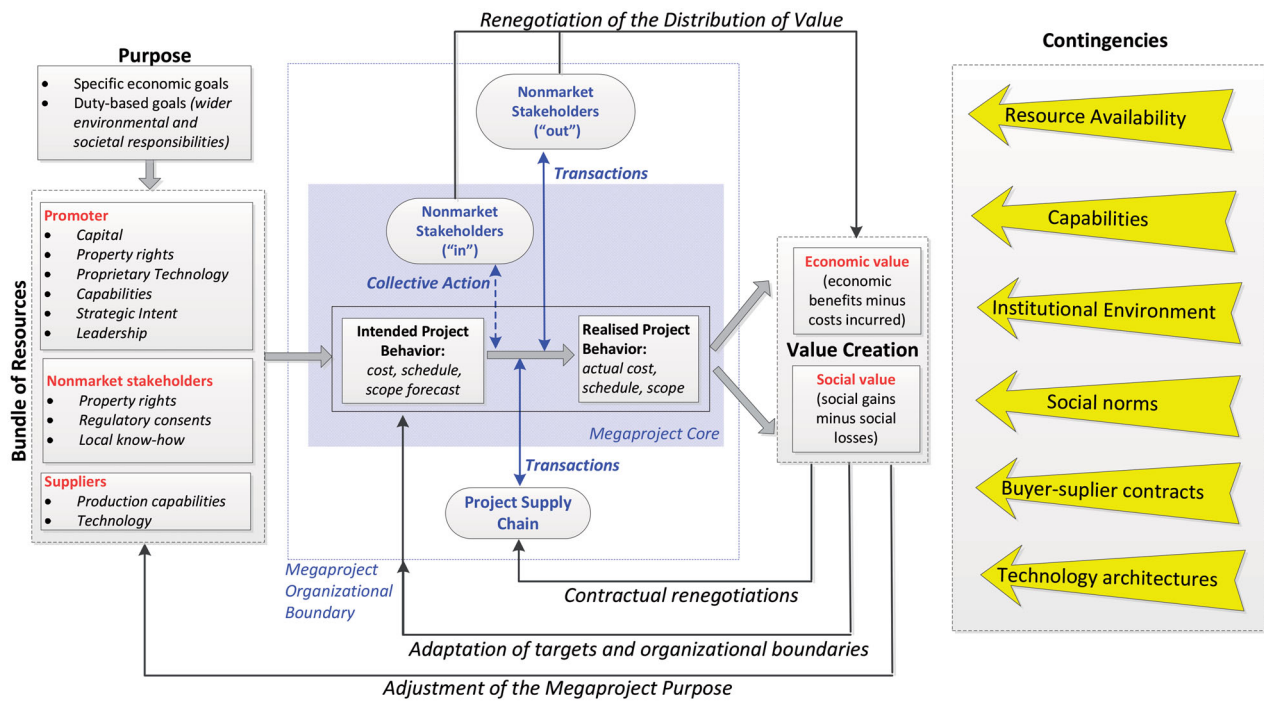 Renegotiation of the Distribution of Value
Purpose
• Specific economic goals
• Duty-based goals (wider
environmental and
societal responsibilities)
Bundle of Resources
Promoter
• Capital
• Property rights
• Proprietary Technology
• Capabilities
• Strategic Intent
• Leadership
Nonmarket stakeholders
• Property rights
• Regulatory consents
• Local know-how
Suppliers
• Production capabilities
• Technology
Nonmarket
Stakeholders
(“out”)
Transactions
Nonmarket
Stakeholders
(“in”)
Collective Action
Intended Project
Behavior:
cost, schedule,
scope forecast
Realised Project
Behavior:
actual cost,
schedule, scope
Megaproject Core
Transactions
Project Supply
Chain
Megaproject
Organizational
Boundary
Economic value
(economic
benefits minus
costs incurred)
Value Creation
Social value
(social gains
minus social
losses)
Contractual renegotiations
Adaptation of targets and organizational boundaries
Adjustment of the Megaproject Purpose
Contingencies
Resource Availability
Capabilities
Institutional Environment
Social norms
Buyer-suplier contracts
Technology architectures